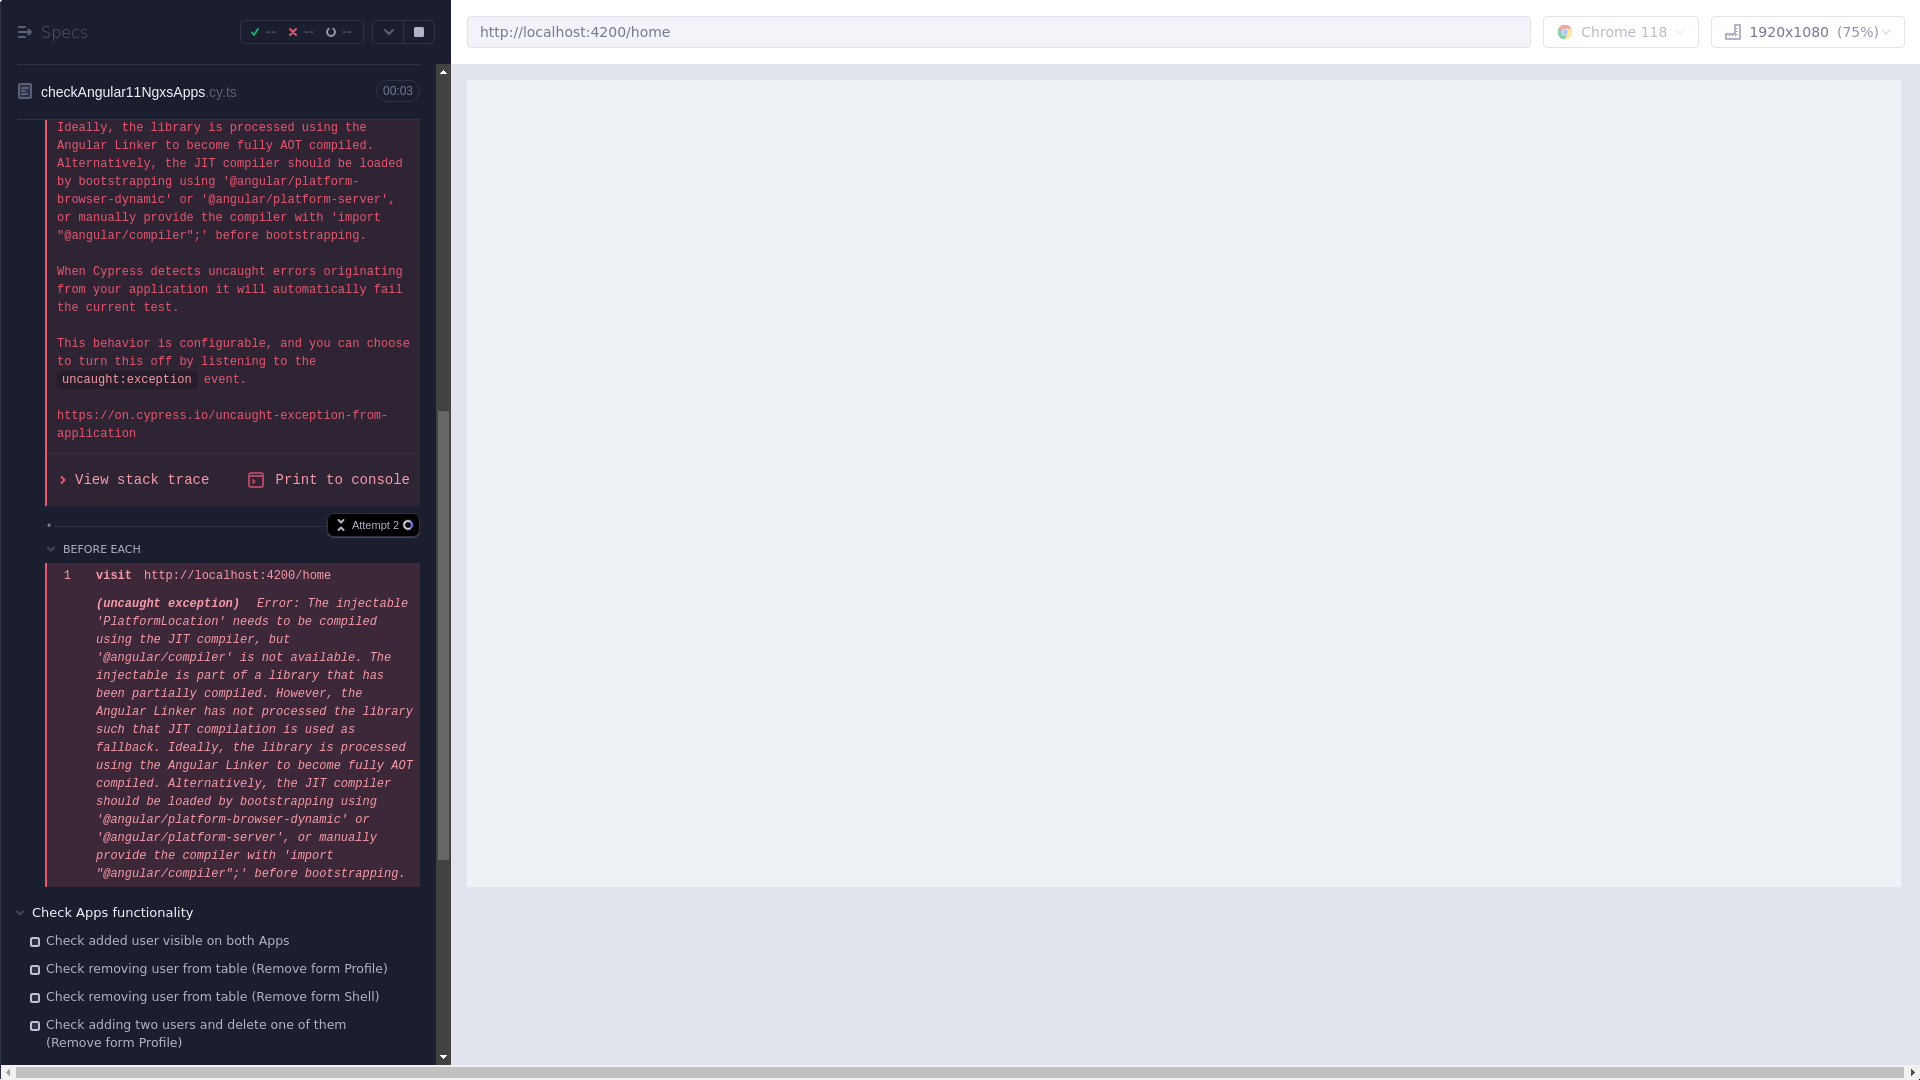 Specs
-- -- --
http://localhost:4200/home
Chrome 118
1920x1080 (75%)
checkAngular11NgxsApps.cy.ts
00:03
Ideally, the library is processed using the
Angular Linker to become fully AOT compiled.
Alternatively, the JIT compiler should be loaded
by bootstrapping using '@angular/platform-
browser-dynamic' or '@angular/platform-server',
or manually provide the compiler with 'import
"@angular/compiler";' before bootstrapping.
When Cypress detects uncaught errors originating
from your application it will automatically fail
the current test.
This behavior is configurable, and you can choose
to turn this off by listening to the
uncaught:exception event.
https://on.cypress.io/uncaught-exception-from-
application
View stack trace
Print to console
Attempt 2
BEFORE EACH
1 visit http://localhost:4200/home
(uncaught exception) Error: The injectable
'PlatformLocation' needs to be compiled
using the JIT compiler, but
'@angular/compiler' is not available. The
injectable is part of a library that has
been partially compiled. However, the
Angular Linker has not processed the library
such that JIT compilation is used as
fallback. Ideally, the library is processed
using the Angular Linker to become fully AOT
compiled. Alternatively, the JIT compiler
should be loaded by bootstrapping using
'@angular/platform-browser-dynamic' or
'@angular/platform-server', or manually
provide the compiler with 'import
"@angular/compiler";' before bootstrapping.
Check Apps functionality
Check added user visible on both Apps
Check removing user from table (Remove form Profile)
Check removing user from table (Remove form Shell)
Check adding two users and delete one of them
(Remove form Profile)